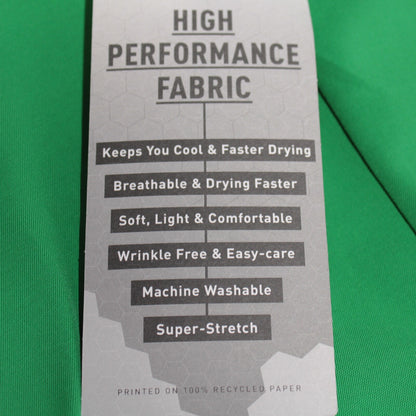 HIGH
PERFORMANCE
FABRIC
Keeps You Cool & Faster Drying
Breathable & Drying Faster
Soft, Light & Comfortable
Wrinkle Free & Easy-care
Machine Washable
Super-Stretch
PRINTED ON 100% RECYCLED PAPER